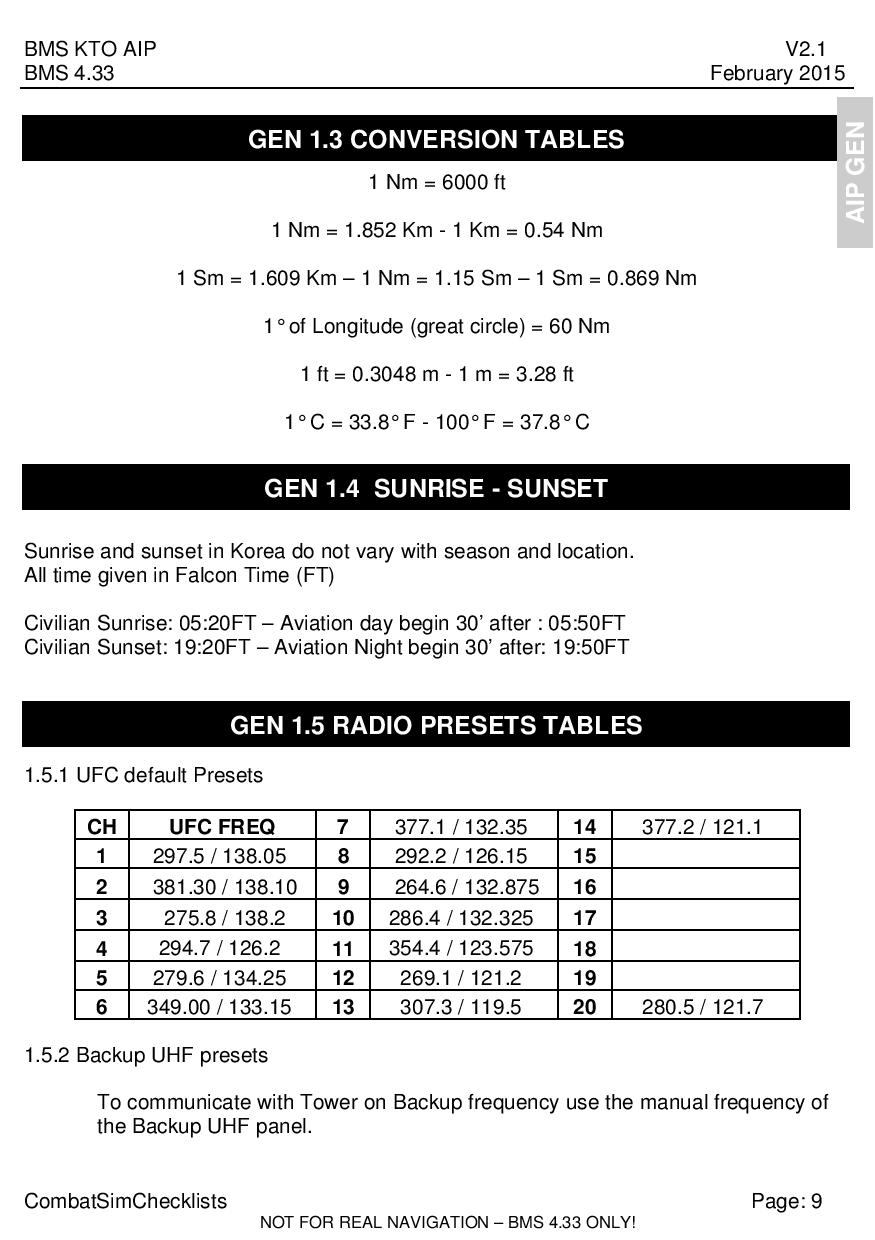 BMS KTO AIP V2.1
BMS 4.33 February 2015
AIP GEN
GEN 1.3 CONVERSION TABLES
1 Nm = 6000 ft
1 Nm = 1.852 Km - 1 Km = 0.54 Nm
1 Sm = 1.609 Km – 1 Nm = 1.15 Sm – 1 Sm = 0.869 Nm
1° of Longitude (great circle) = 60 Nm
1 ft = 0.3048 m - 1 m = 3.28 ft
1° C = 33.8° F - 100° F = 37.8° C
GEN 1.4 SUNRISE - SUNSET
Sunrise and sunset in Korea do not vary with season and location.
All time given in Falcon Time (FT)
Civilian Sunrise: 05:20FT – Aviation day begin 30’ after : 05:50FT
Civilian Sunset: 19:20FT – Aviation Night begin 30’ after: 19:50FT
GEN 1.5 RADIO PRESETS TABLES
1.5.1 UFC default Presets
CH UFC FREQ 7 377.1 / 132.35 14 377.2 / 121.1
1 297.5 / 138.05 8 292.2 / 126.15 15
2 381.30 / 138.10 9 264.6 / 132.875 16
3 275.8 / 138.2 10 286.4 / 132.325 17
4 294.7 / 126.2 11 354.4 / 123.575 18
5 279.6 / 134.25 12 269.1 / 121.2 19
6 349.00 / 133.15 13 307.3 / 119.5 20 280.5 / 121.7
1.5.2 Backup UHF presets
To communicate with Tower on Backup frequency use the manual frequency of
the Backup UHF panel.
CombatSimChecklists Page: 9
NOT FOR REAL NAVIGATION – BMS 4.33 ONLY!